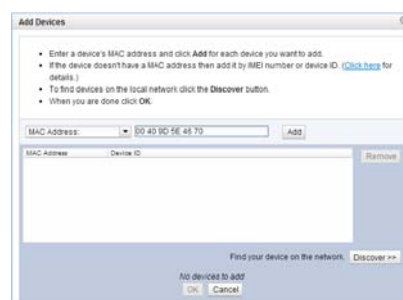 Add Devices
Enter a device's MAC address and click Add for each device you want to add.
If the device doesn't have a MAC address then add it by IMEI number or device ID. (Click here for
details.)
To find devices on the local network click the Discover button.
When you are done click OK.
MAC Address: 00 40 9D 5E 46 70 Add
MAC Address Device ID
Remove
Find your device on the network. Discover >>
No devices to add
OK Cancel